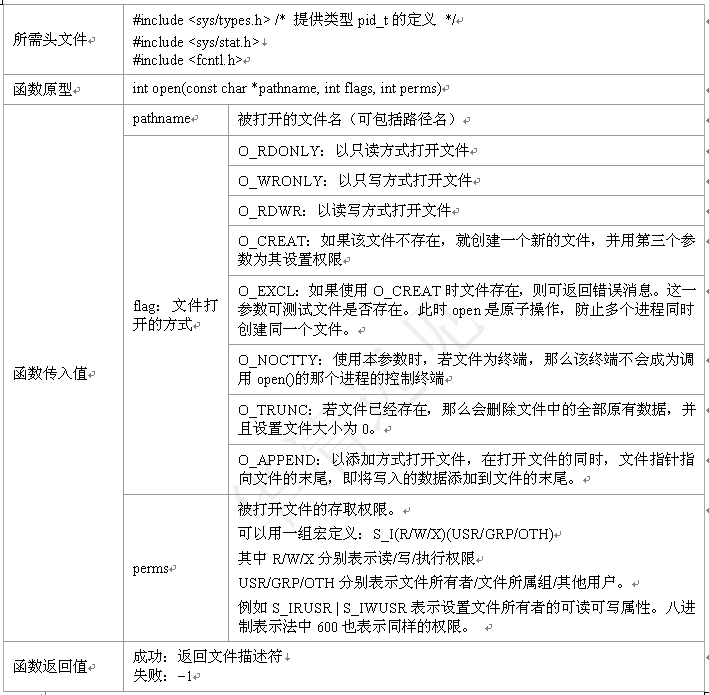 所需头文件
#include <sys/types.h> /* 提供类型 pid_t 的定义 */
#include <sys/stat.h>
#include <fcntl.h>
函数原型
int open(const char *pathname, int flags, int perms)
函数传入值
pathname
被打开的文件名（可包括路径名）
flag：文件打
开的方式
O_RDONLY：以只读方式打开文件
O_WRONLY：以只写方式打开文件
O_RDWR：以读写方式打开文件
O_CREAT：如果该文件不存在，就创建一个新的文件，并用第三个参
数为其设置权限
O_EXCL：如果使用 O_CREAT 时文件存在，则可返回错误消息。这一
参数可测试文件是否存在。此时 open 是原子操作，防止多个进程同时
创建同一个文件。
O_NOCTTY：使用本参数时，若文件为终端，那么该终端不会成为调
用 open()的那个进程的控制终端
O_TRUNC：若文件已经存在，那么会删除文件中的全部原有数据，并
且设置文件大小为 0。
O_APPEND：以添加方式打开文件，在打开文件的同时，文件指针指
向文件的末尾，即将写入的数据添加到文件的末尾。
perms
被打开文件的存取权限。
可以用一组宏定义：S_I(R/W/X)(USR/GRP/OTH)
其中 R/W/X 分别表示读/写/执行权限
USR/GRP/OTH 分别表示文件所有者/文件所属组/其他用户。
例如 S_IRUSR | S_IWUSR 表示设置文件所有者的可读可写属性。八进
制表示法中 600 也表示同样的权限。
函数返回值
成功：返回文件描述符
失败：−1